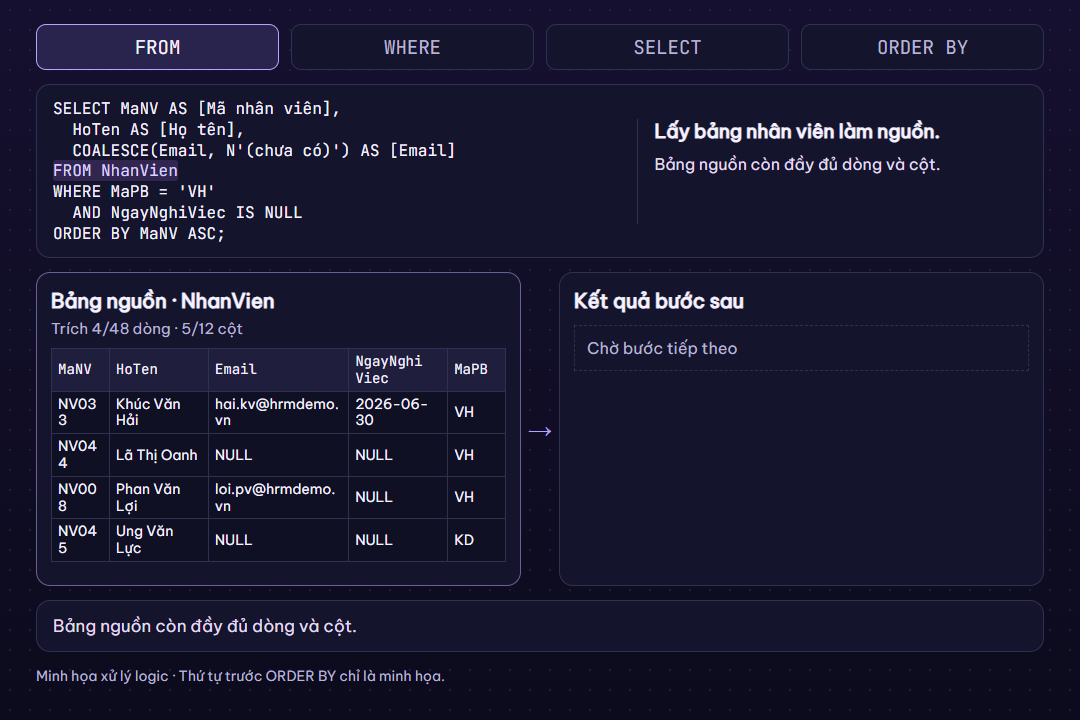 FROM
WHERE
SELECT
ORDER BY
SELECT MaNV AS [Mã nhân viên],
HoTen AS [Họ tên],
COALESCE(Email, N'(chưa có)') AS [Email]
FROM NhanVien
WHERE MaPB = 'VH'
AND NgayNghiViec IS NULL
ORDER BY MaNV ASC;
Lấy bảng nhân viên làm nguồn.
Bảng nguồn còn đầy đủ dòng và cột.
Bảng nguồn · NhanVien
Trích 4/48 dòng · 5/12 cột
MaNV HoTen Email NgayNghi
Viec MaPB
NV03
3 Khúc Văn
Hải hai.kv@hrmdemo.
vn 2026-06-
30 VH
NV04
4 Lã Thị Oanh NULL NULL VH
NV00
8 Phan Văn
Lợi loi.pv@hrmdemo.
vn NULL VH
NV04
5 Ung Văn
Lực NULL NULL KD
→
Kết quả bước sau
Chờ bước tiếp theo
Bảng nguồn còn đầy đủ dòng và cột.
Minh họa xử lý logic · Thứ tự trước ORDER BY chỉ là minh họa.